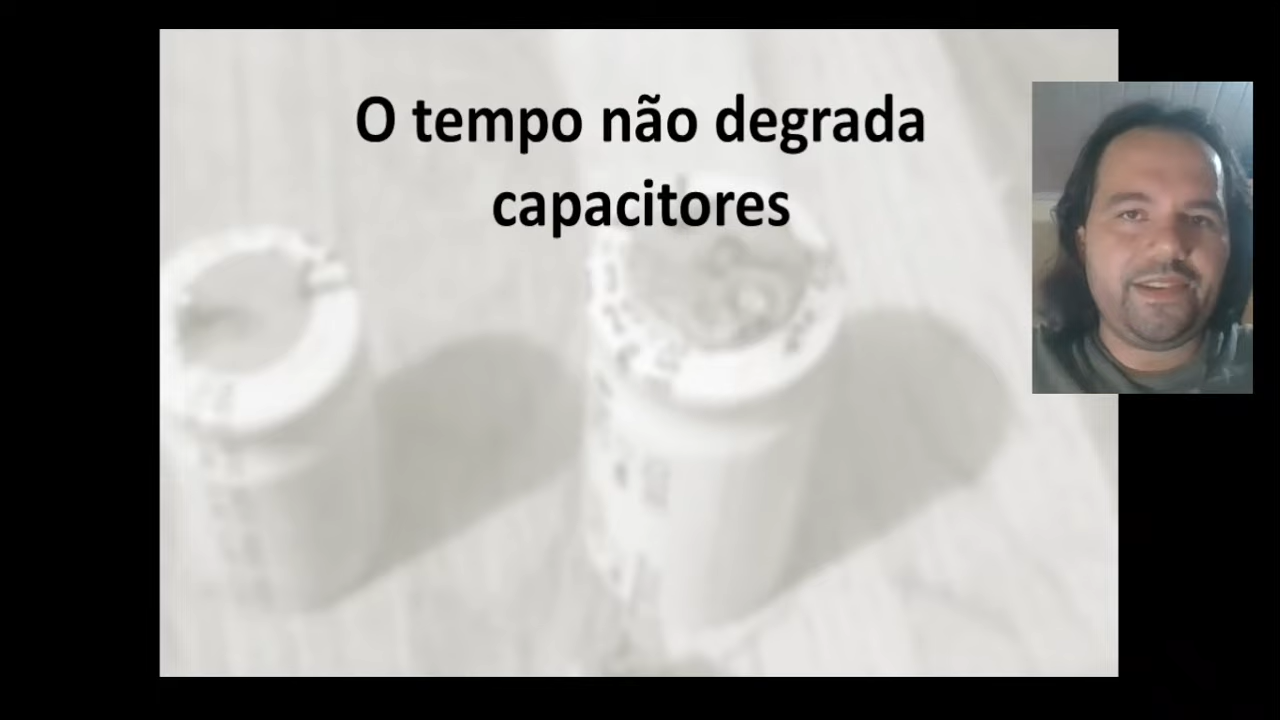 O tempo não degrada
capacitores